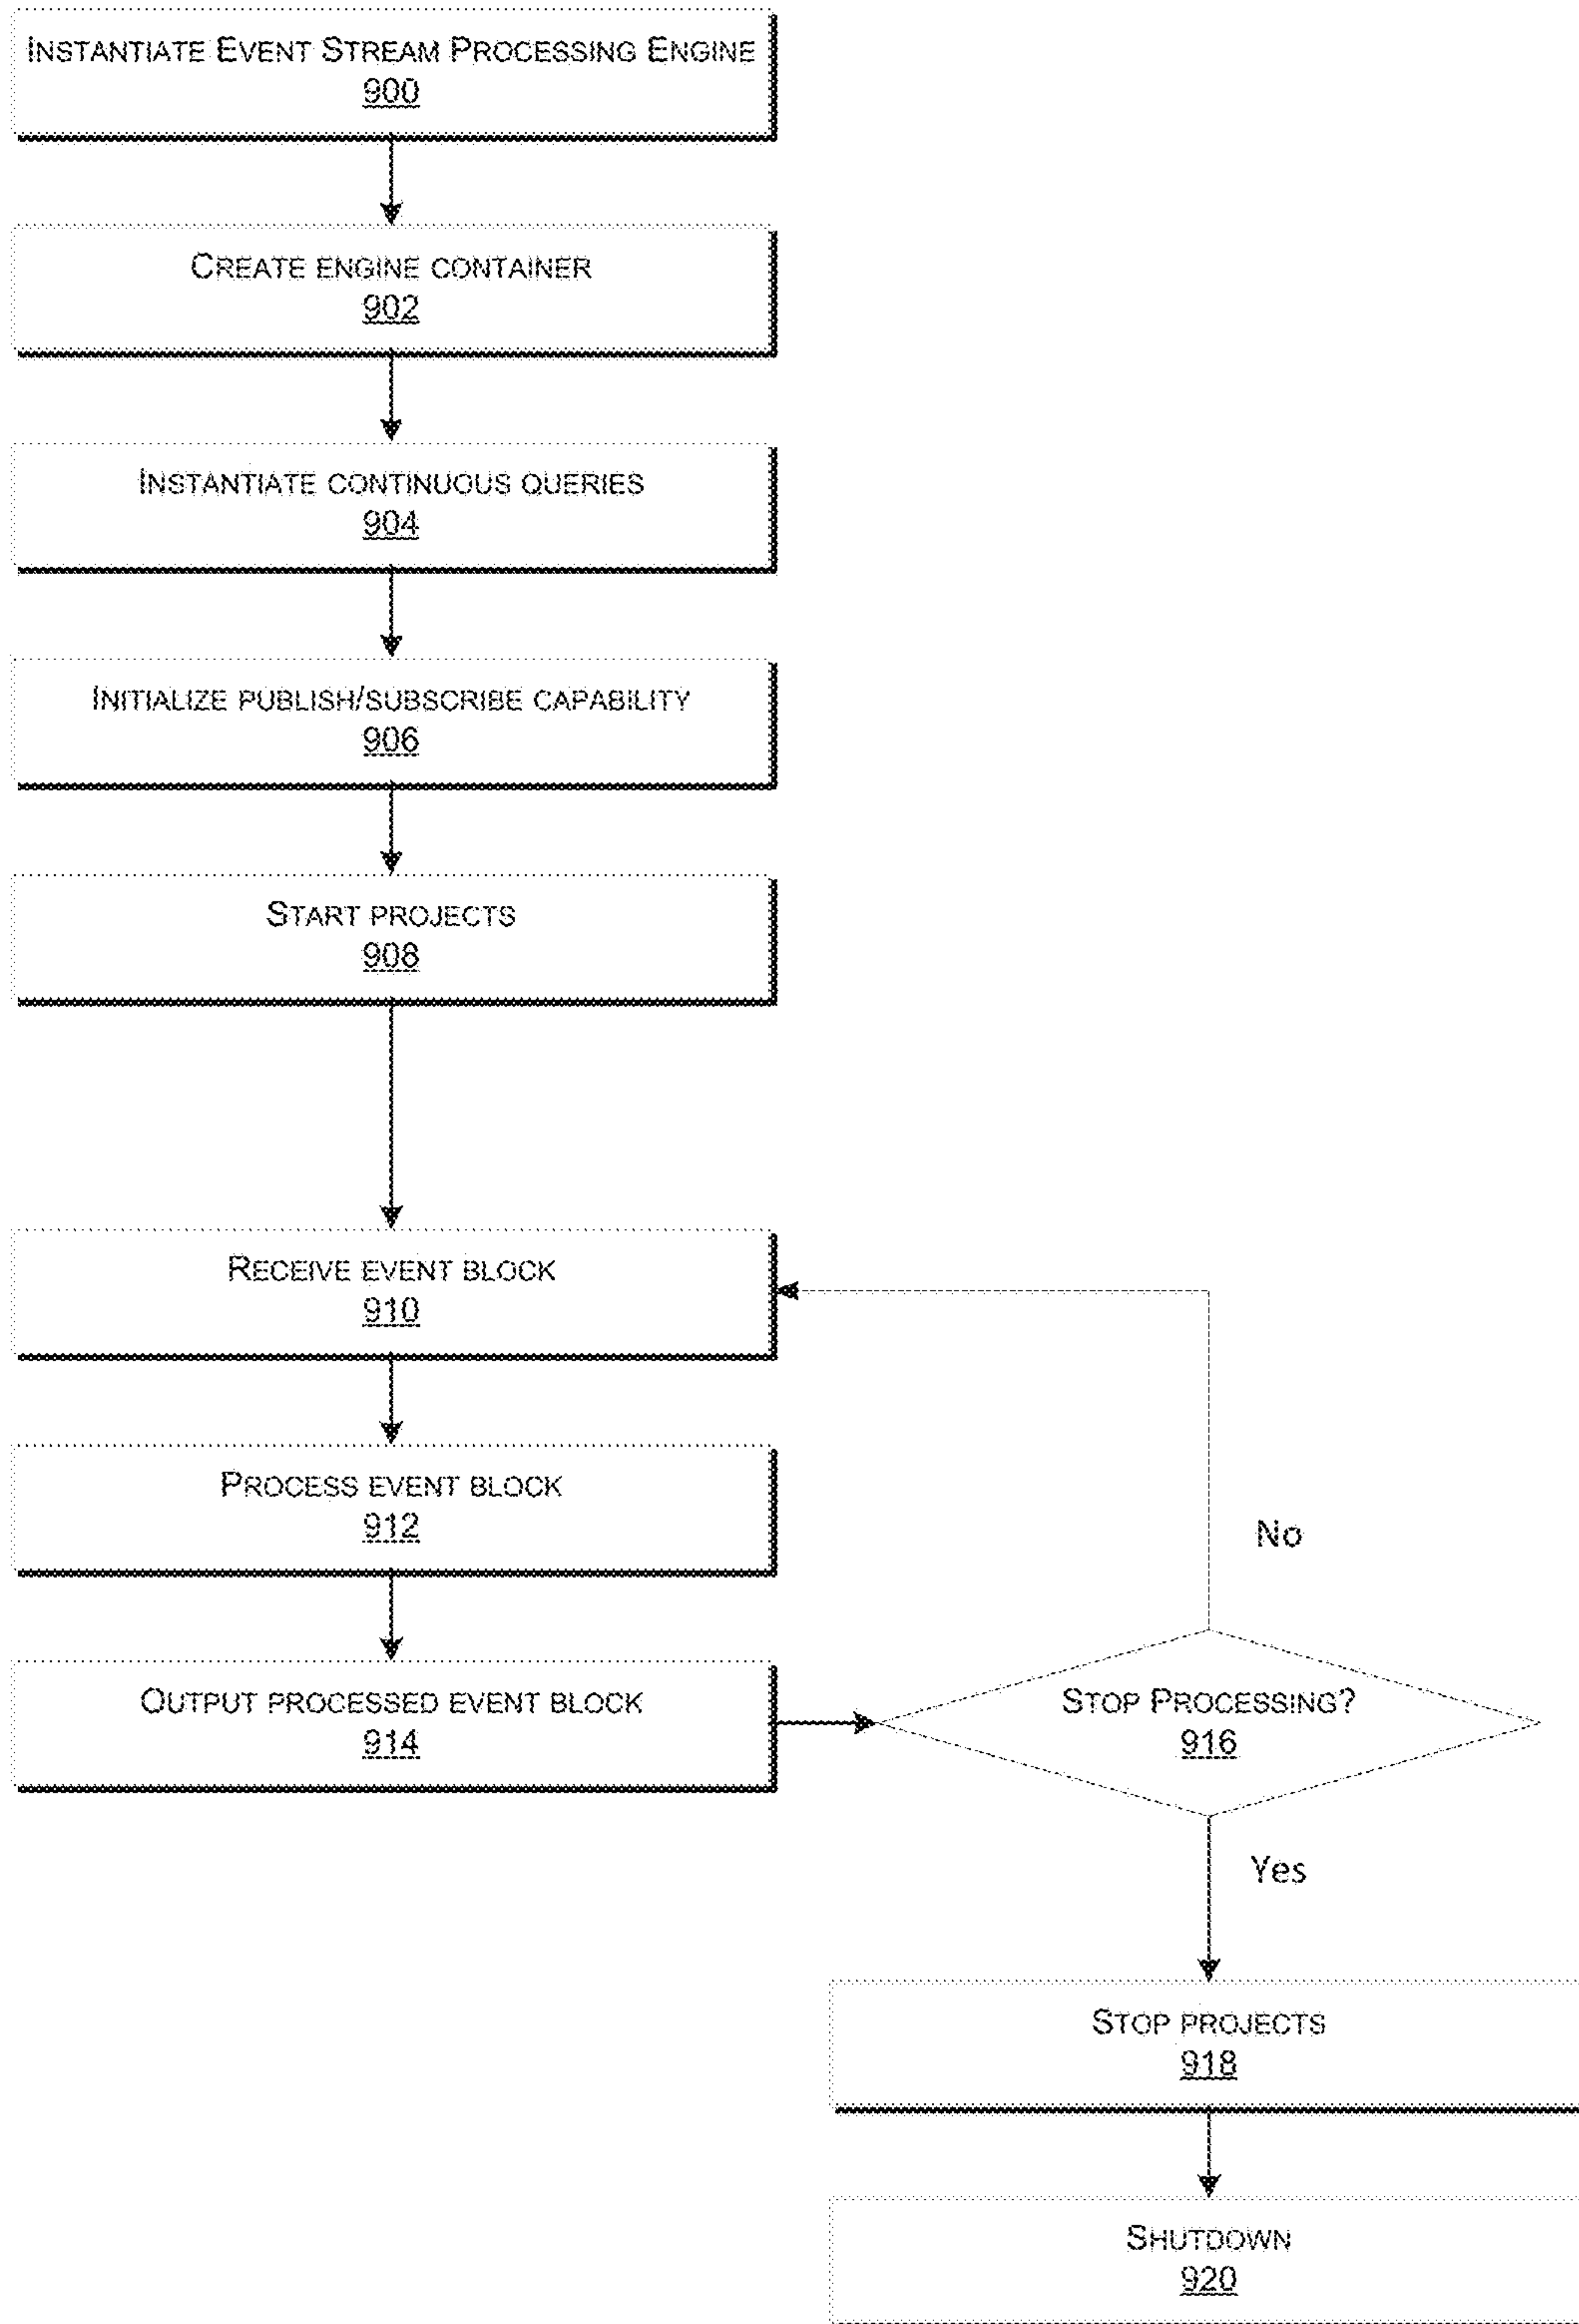 INSTANTIATE EVENT STREAM PROCESSING ENGINE
900
CREATE ENGINE CONTAINER
902
INSTANTIATE CONTINUOUS QUERIES
904
INITIALIZE PUBLISH/SUBSCRIBE CAPABILITY
906
START PROJECTS
908
RECEIVE EVENT BLOCK
910
PROCESS EVENT BLOCK
912
No
OUTPUT PROCESSED EVENT BLOCK
914
STOP PROCESSING?
916
Yes
STOP PROJECTS
918
SHUTDOWN
920